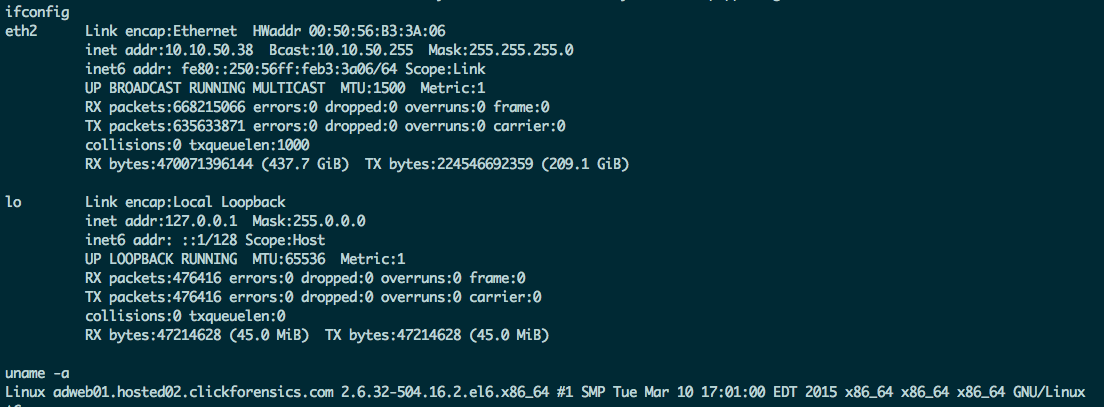 ifconfig
eth2 Link encap:Ethernet HWaddr 00:50:56:B3:3A:06
inet addr:10.10.50.38 Bcast:10.10.50.255 Mask:255.255.255.0
inet6 addr: fe80::250:56ff:feb3:3a06/64 Scope:Link
UP BROADCAST RUNNING MULTICAST MTU:1500 Metric:1
RX packets:668215066 errors:0 dropped:0 overruns:0 frame:0
TX packets:635633871 errors:0 dropped:0 overruns:0 carrier:0
collisions:0 txqueuelen:1000
RX bytes:470071396144 (437.7 GiB) TX bytes:224546692359 (209.1 GiB)
lo Link encap:Local Loopback
inet addr:127.0.0.1 Mask:255.0.0.0
inet6 addr: ::1/128 Scope:Host
UP LOOPBACK RUNNING MTU:65536 Metric:1
RX packets:476416 errors:0 dropped:0 overruns:0 frame:0
TX packets:476416 errors:0 dropped:0 overruns:0 carrier:0
collisions:0 txqueuelen:0
RX bytes:47214628 (45.0 MiB) TX bytes:47214628 (45.0 MiB)
uname -a
Linux adweb01.hosted02.clickforensics.com 2.6.32-504.16.2.el6.x86_64 #1 SMP Tue Mar 10 17:01:00 EDT 2015 x86_64 x86_64 x86_64 GNU/Linux